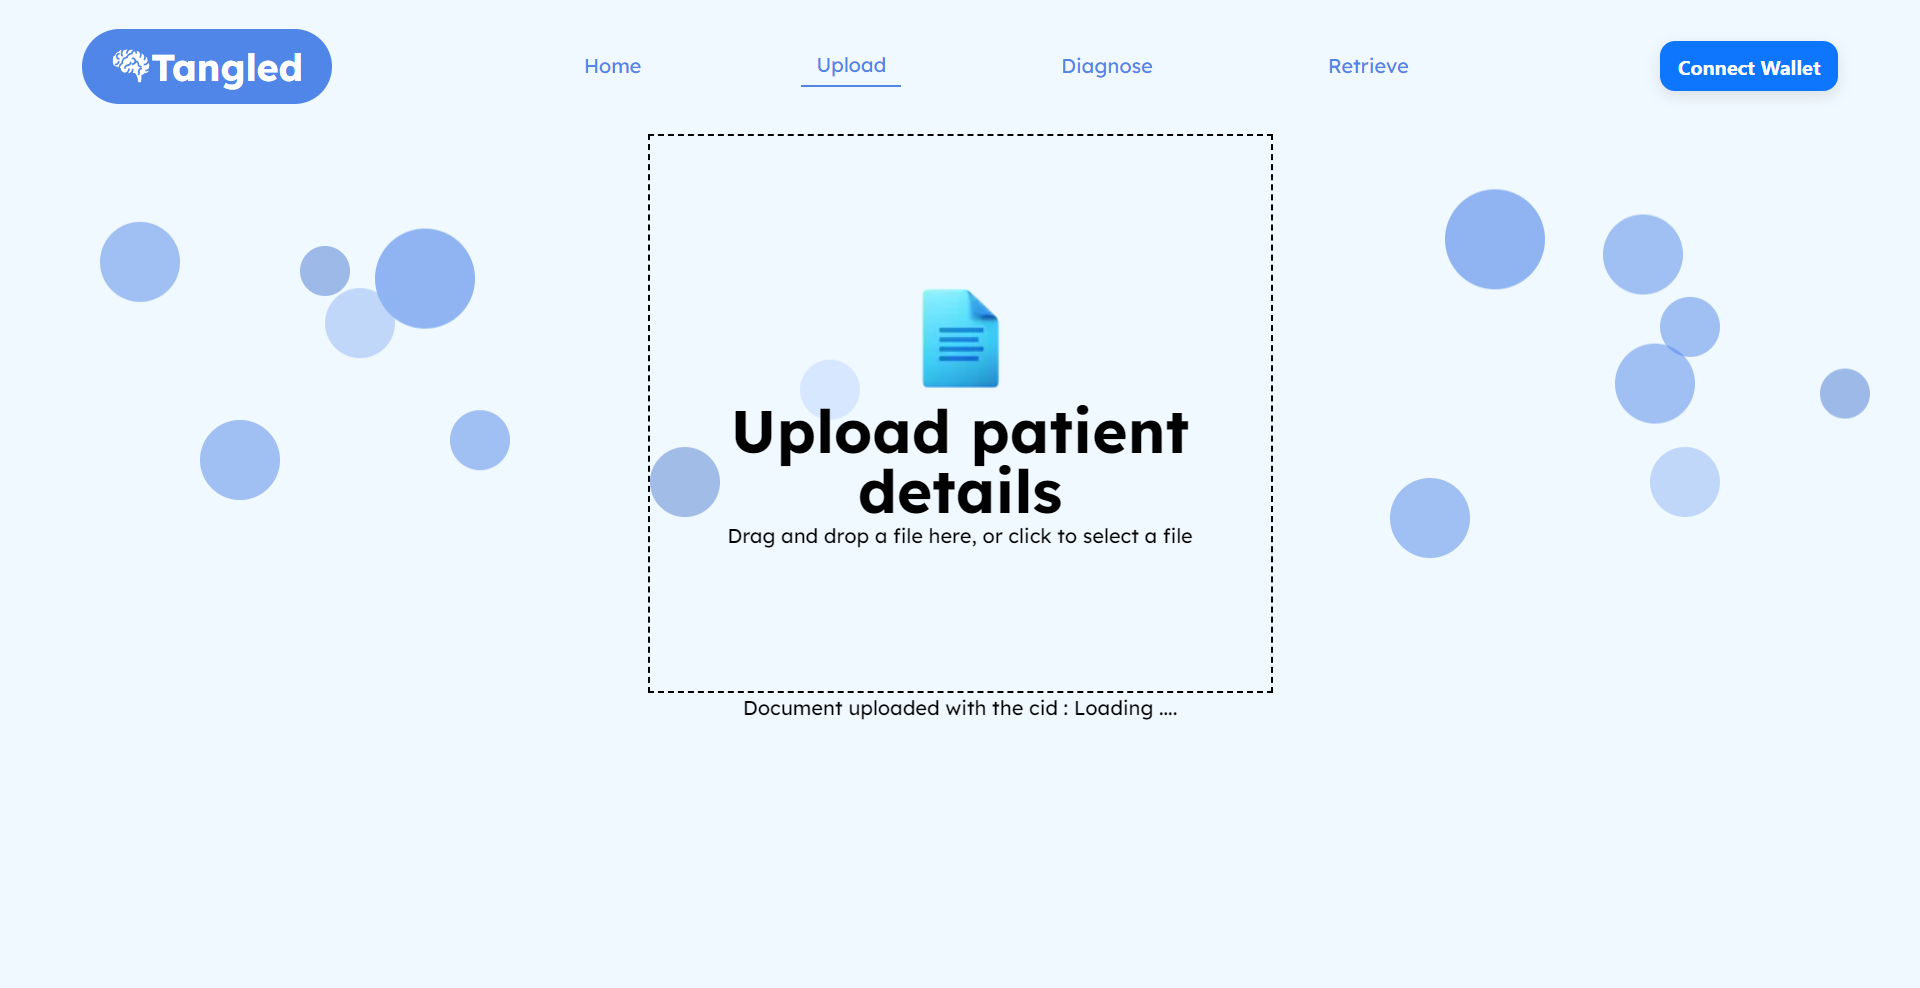 Tangled
Home
Upload
Diagnose
Retrieve
Connect Wallet
Upload patient
details
Drag and drop a file here, or click to select a file
Document uploaded with the cid : Loading ....